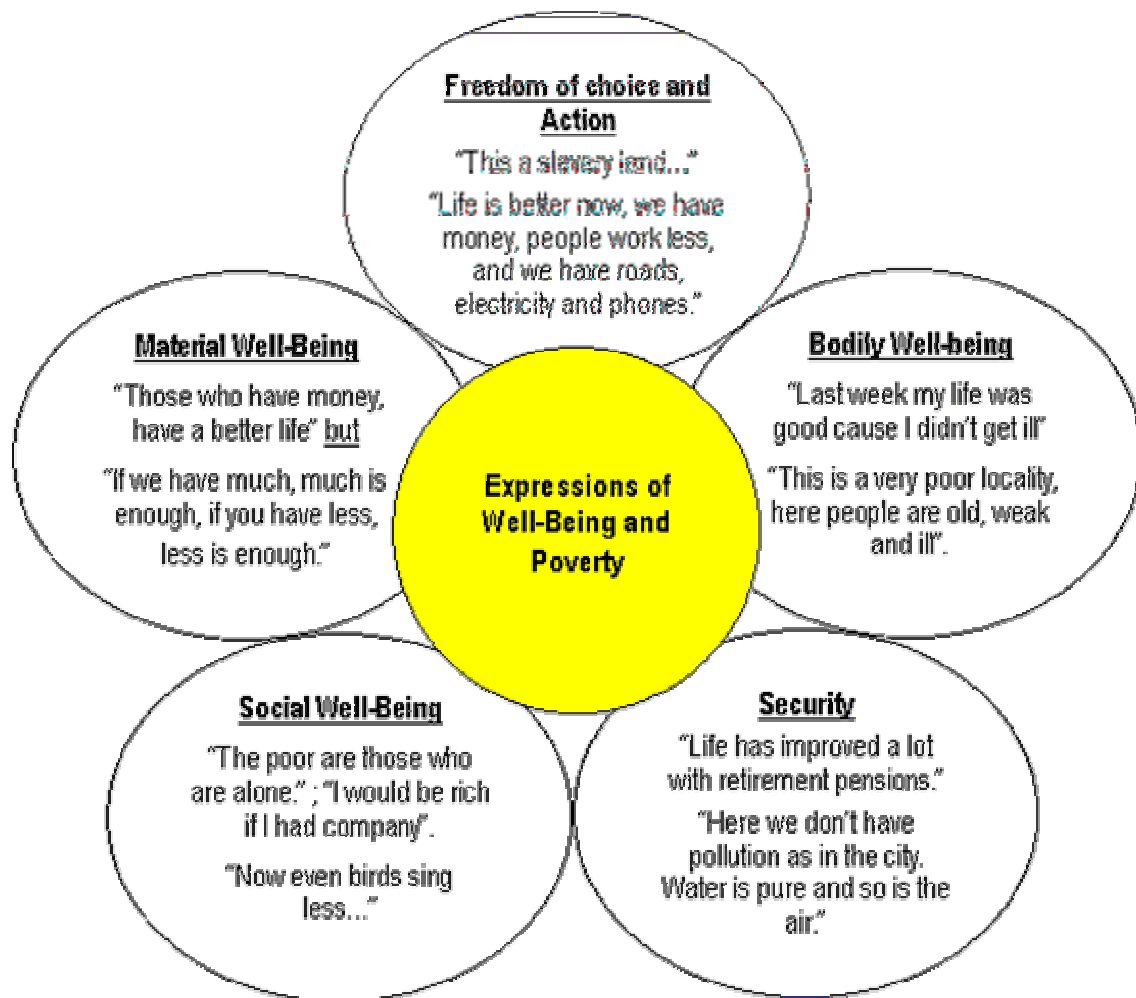 Freedom of choice and
Action
“This a slavery land...”
“Life is better now, we have
money, people work less,
and we have roads,
electricity and phones.”
Material Well-Being
“Those who have money,
have a better life” but
“If we have much, much is
enough, if you have less,
less is enough.”
Bodily Well-being
“Last week my life was
good cause I didn’t get ill”
“This is a very poor locality,
here people are old, weak
and ill”.
Expressions of
Well-Being and
Poverty
Social Well-Being
“The poor are those who
are alone.” ; “I would be rich
if I had company”.
“Now even birds sing
less...”
Security
“Life has improved a lot
with retirement pensions.”
“Here we don’t have
pollution as in the city.
Water is pure and so is the
air.”